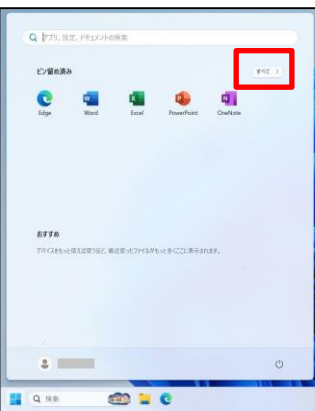 アプリ、設定、ドキュメントの検索
ピン留め済み
すべて >
Edge
Word
Excel
PowerPoint
OneNote
おすすめ
デバイスをもっと使えば使うほど、最近使ったファイルがもっと多くここに表示されます。
検索